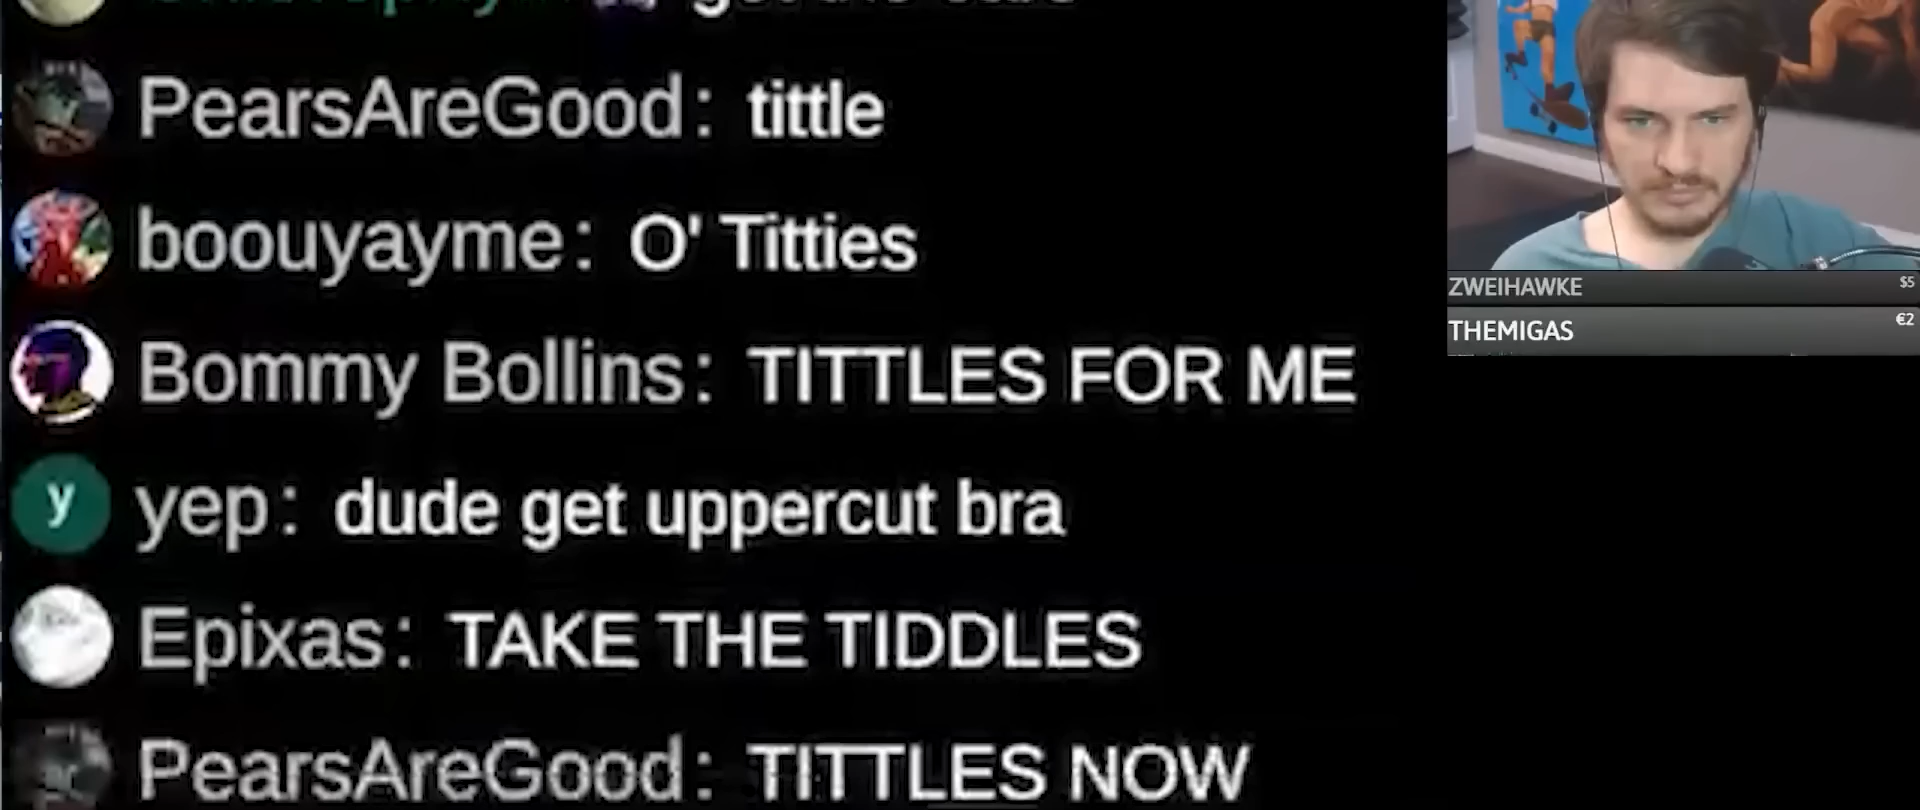 PearsAreGood: tittle
boouyayme: O' Titties
Bommy Bollins: TITTLES FOR ME
y yep: dude get uppercut bra
Epixas: TAKE THE TIDDLES
PearsAreGood: TITTLES NOW
ZWEIHAWKE $5
THEMIGAS €2